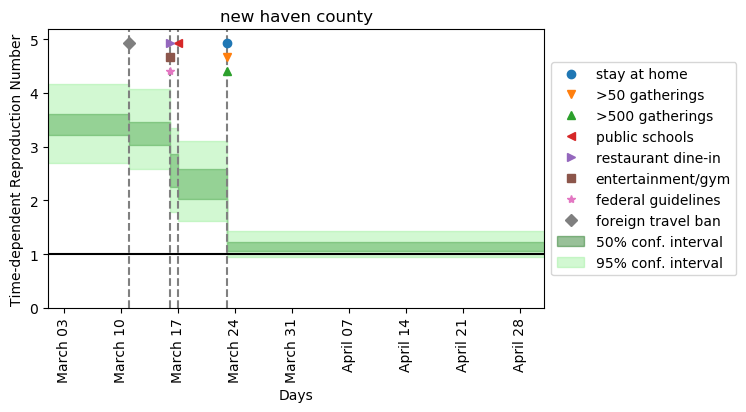 new haven county
Time-dependent Reproduction Number
5
4
3
2
1
0
March 03
March 10
March 17
March 24
March 31
April 07
April 14
April 21
April 28
Days
stay at home
>50 gatherings
>500 gatherings
public schools
restaurant dine-in
entertainment/gym
federal guidelines
foreign travel ban
50% conf. interval
95% conf. interval